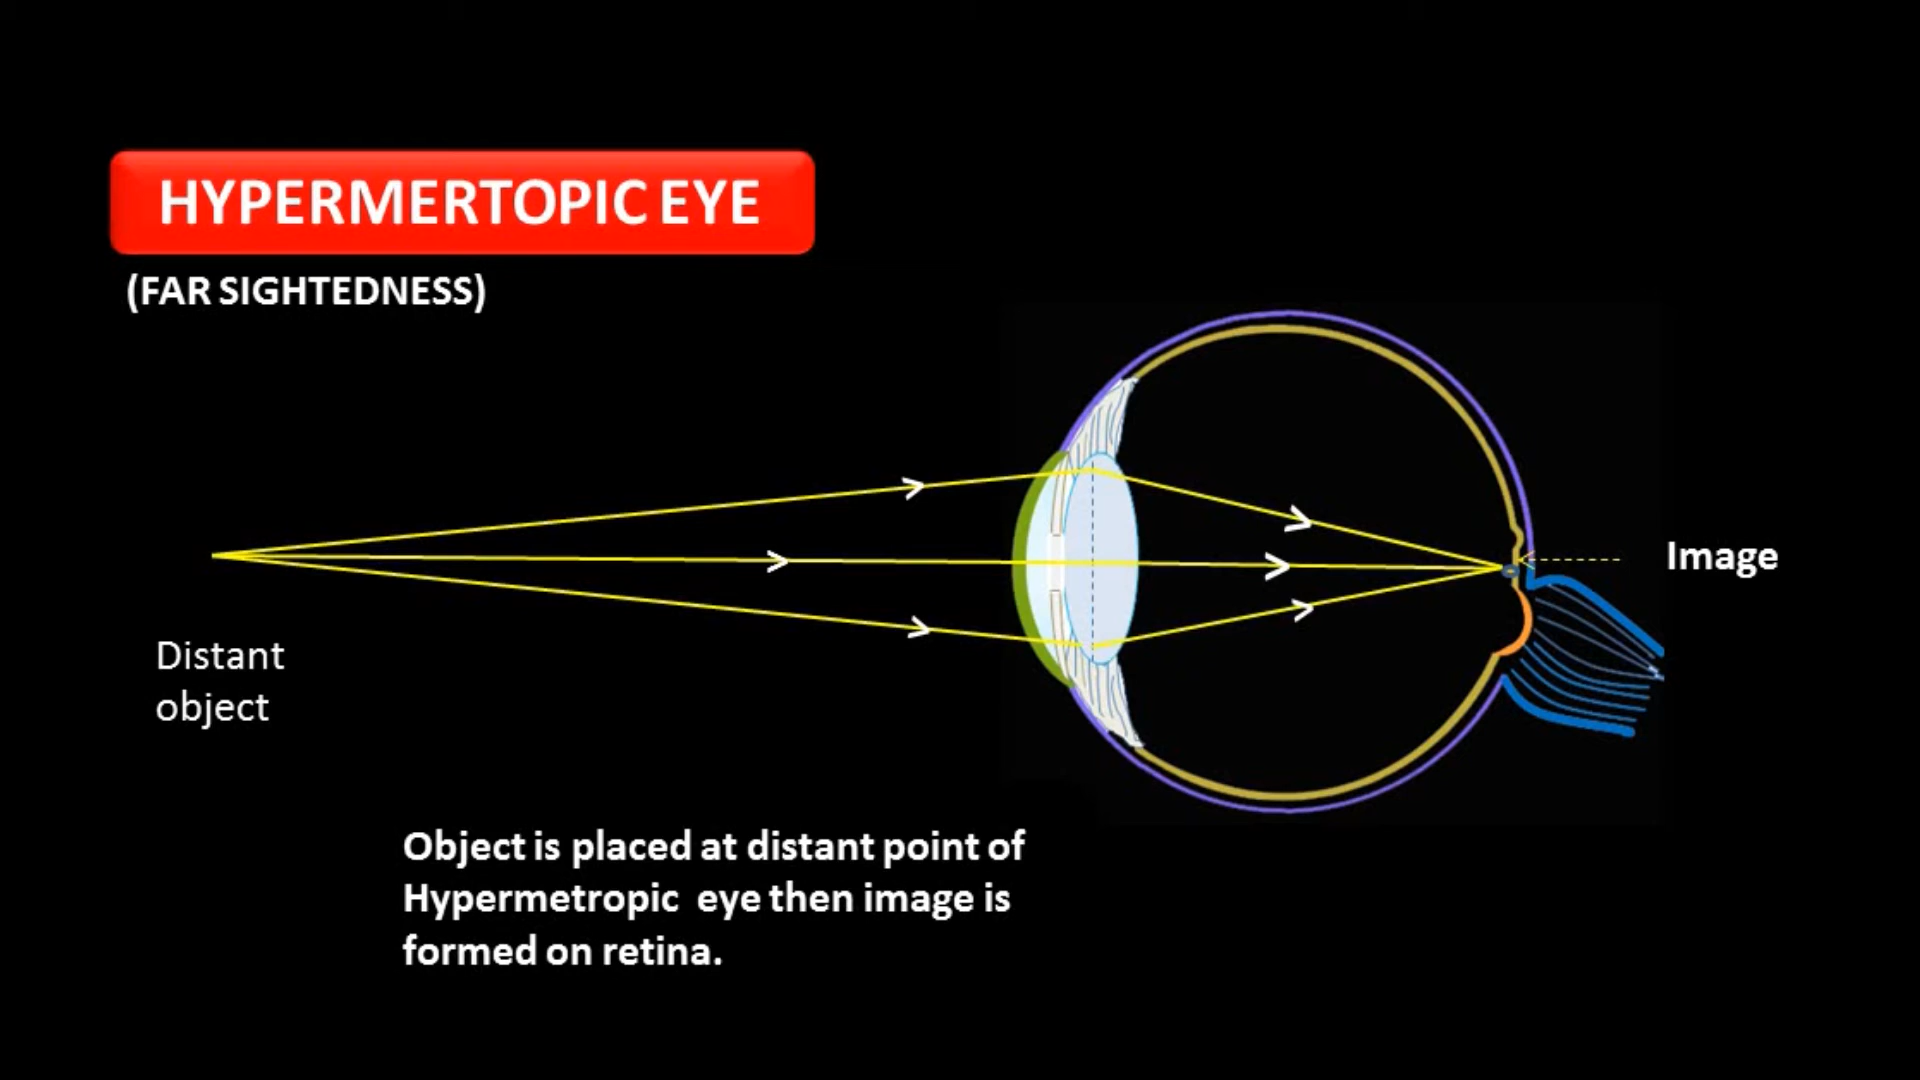 HYPERMERTOPIC EYE
(FAR SIGHTEDNESS)
Image
Distant
object
Object is placed at distant point of
Hypermetropic eye then image is
formed on retina.